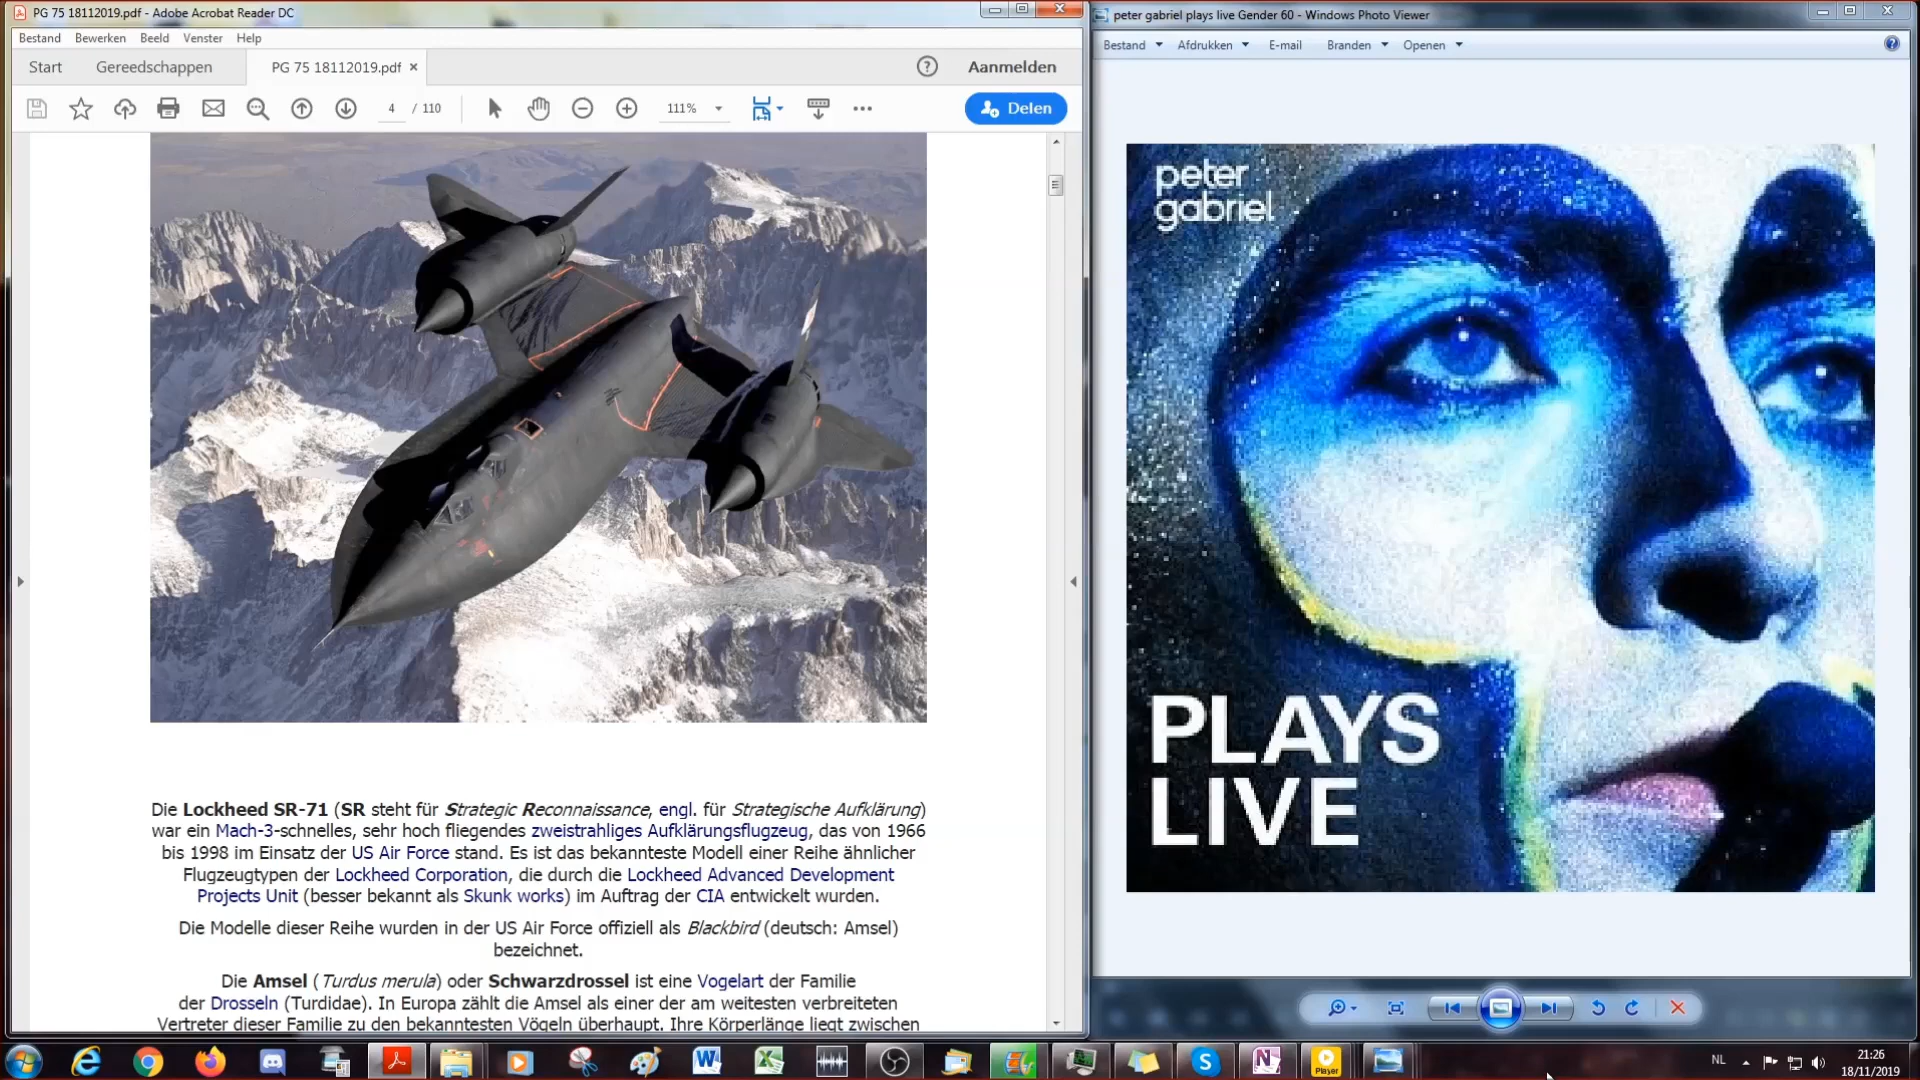 PG 75 18112019.pdf - Adobe Acrobat Reader DC
Bestand Bewerken Beeld Venster Help
Start Gereedschappen PG 75 18112019.pdf × Aanmelden
4 / 110 111% Delen
Die Lockheed SR-71 (SR steht für Strategic Reconnaissance, engl. für Strategische Aufklärung)
war ein Mach-3-schnelles, sehr hoch fliegendes zweistrahliges Aufklärungsflugzeug, das von 1966
bis 1998 im Einsatz der US Air Force stand. Es ist das bekannteste Modell einer Reihe ähnlicher
Flugzeugtypen der Lockheed Corporation, die durch die Lockheed Advanced Development
Projects Unit (besser bekannt als Skunk works) im Auftrag der CIA entwickelt wurden.
Die Modelle dieser Reihe wurden in der US Air Force offiziell als Blackbird (deutsch: Amsel)
bezeichnet.
Die Amsel (Turdus merula) oder Schwarzdrossel ist eine Vogelart der Familie
der Drosseln (Turdidae). In Europa zählt die Amsel als einer der am weitesten verbreiteten
Vertreter dieser Familie zu den bekanntesten Vögeln überhaupt. Ihre Körperlänge liegt zwischen
peter gabriel plays live Gender 60 - Windows Photo Viewer
Bestand Afdrukken E-mail Branden Openen
peter
gabriel
PLAYS
LIVE
Player
NL
21:26
18/11/2019